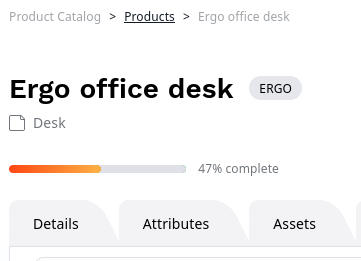 Product Catalog > Products > Ergo office desk
Ergo office desk ERGO
Desk
47% complete
Details Attributes Assets